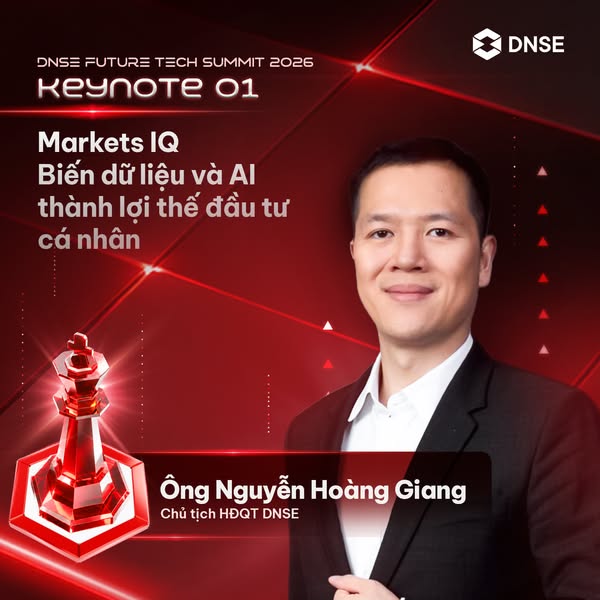 DNSE
DNSE FUTURE TECH SUMMIT 2026
KEYNOTE 01
Markets IQ
Biến dữ liệu và AI
thành lợi thế đầu tư
cá nhân
Ông Nguyễn Hoàng Giang
Chủ tịch HĐQT DNSE